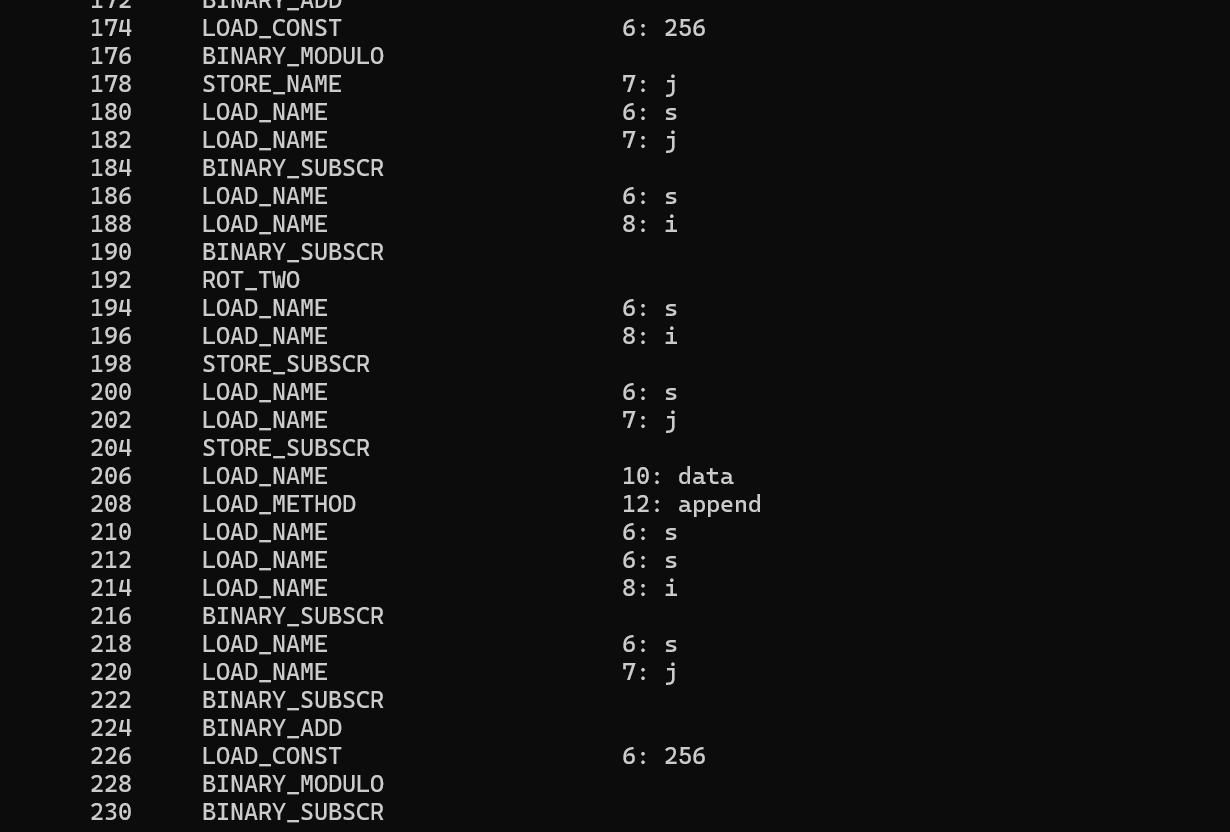 172 BINARY_ADD
174 LOAD_CONST 6: 256
176 BINARY_MODULO
178 STORE_NAME 7: j
180 LOAD_NAME 6: s
182 LOAD_NAME 7: j
184 BINARY_SUBSCR
186 LOAD_NAME 6: s
188 LOAD_NAME 8: i
190 BINARY_SUBSCR
192 ROT_TWO
194 LOAD_NAME 6: s
196 LOAD_NAME 8: i
198 STORE_SUBSCR
200 LOAD_NAME 6: s
202 LOAD_NAME 7: j
204 STORE_SUBSCR
206 LOAD_NAME 10: data
208 LOAD_METHOD 12: append
210 LOAD_NAME 6: s
212 LOAD_NAME 6: s
214 LOAD_NAME 8: i
216 BINARY_SUBSCR
218 LOAD_NAME 6: s
220 LOAD_NAME 7: j
222 BINARY_SUBSCR
224 BINARY_ADD
226 LOAD_CONST 6: 256
228 BINARY_MODULO
230 BINARY_SUBSCR